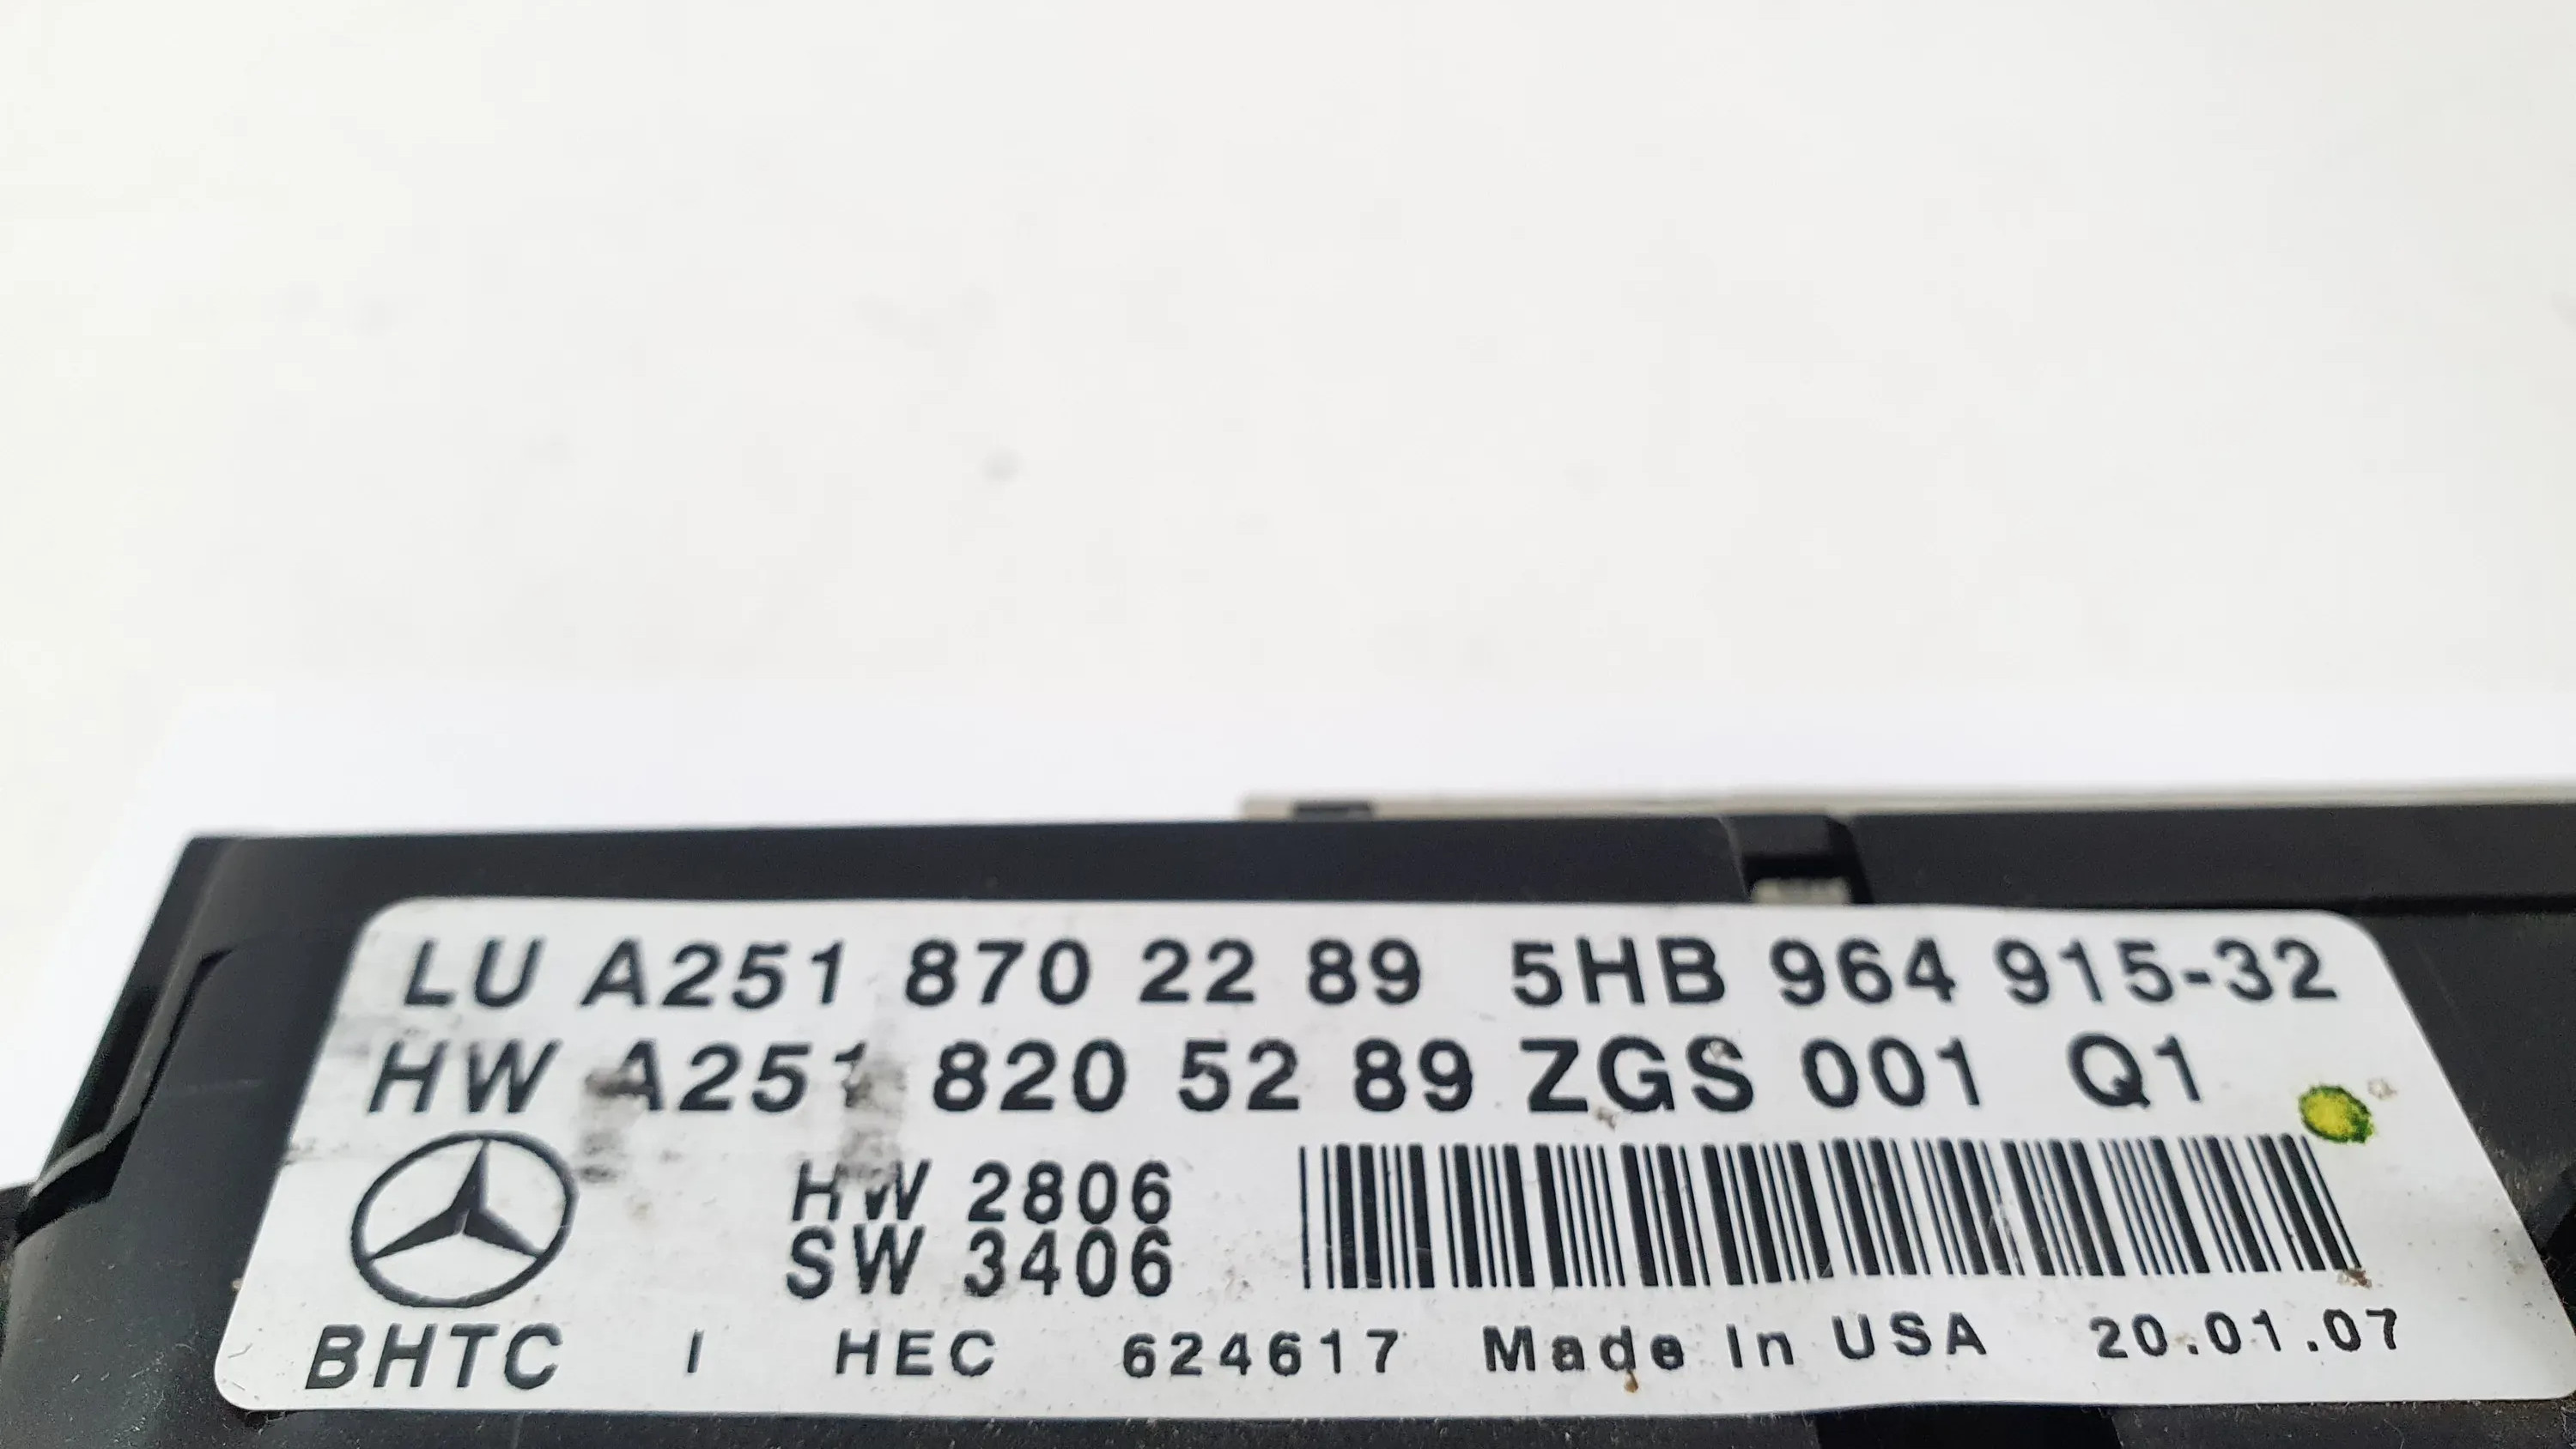 LU A251 870 22 89 5HB 964 915-32
HW A251 820 52 89 ZGS 001 Q1
HW 2806
SW 3406
BHTC I HEC 624617 Made In USA 20.01.07